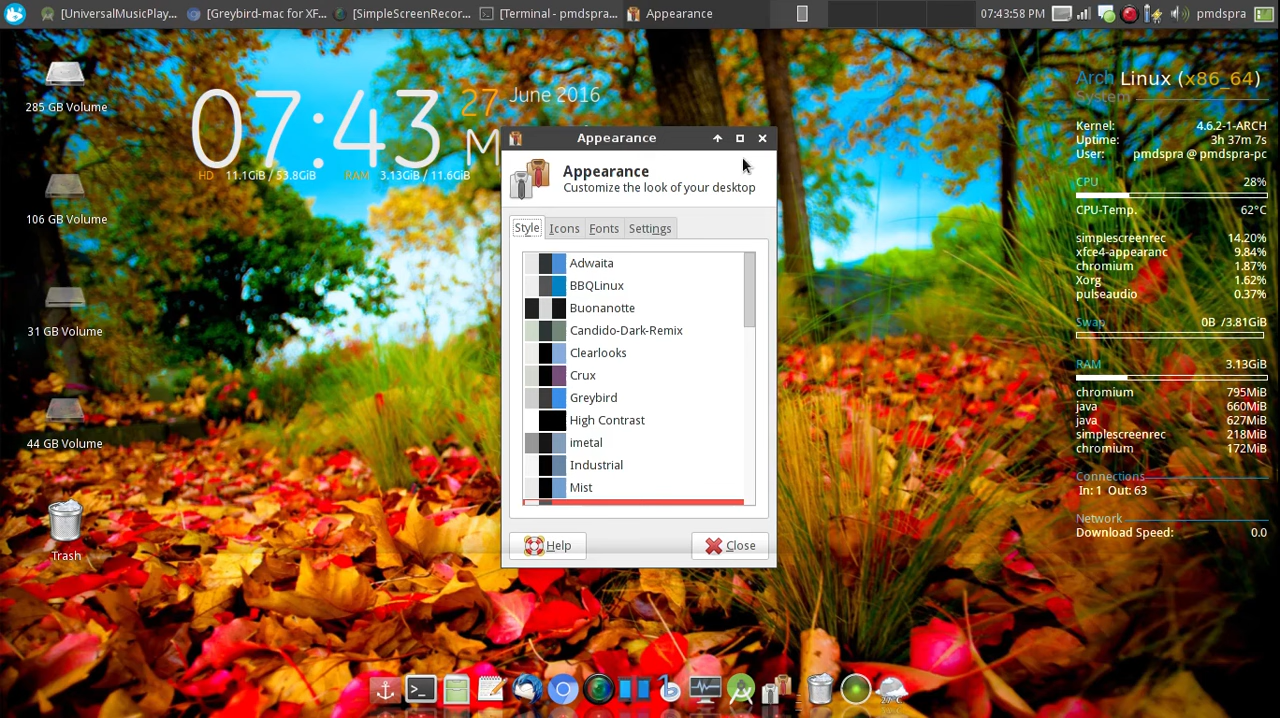 [UniversalMusicPlay...
[Greybird-mac for XF...
[SimpleScreenRecor...
[Terminal - pmdspra...
Appearance
07:43:58 PM
pmdspra
285 GB Volume
106 GB Volume
31 GB Volume
44 GB Volume
Trash
07:43
27
June 2016
M
HD 11.1GiB / 53.8GiB RAM 3.13GiB / 11.6GiB
Appearance
Appearance
Customize the look of your desktop
Style Icons Fonts Settings
Adwaita
BBQLinux
Buonanotte
Candido-Dark-Remix
Clearlooks
Crux
Greybird
High Contrast
imetal
Industrial
Mist
Help Close
Arch Linux (x86_64)
System
Kernel: 4.6.2-1-ARCH
Uptime: 3h 37m 7s
User: pmdspra @ pmdspra-pc
CPU 28%
CPU-Temp. 62°C
simplescreenrec 14.20%
xfce4-appearanc 9.84%
chromium 1.87%
Xorg 1.62%
pulseaudio 0.37%
Swap 0B /3.81GiB
RAM 3.13GiB
chromium 795MiB
java 660MiB
java 627MiB
simplescreenrec 218MiB
chromium 172MiB
Connections
In: 1 Out: 63
Network
Download Speed: 0.0